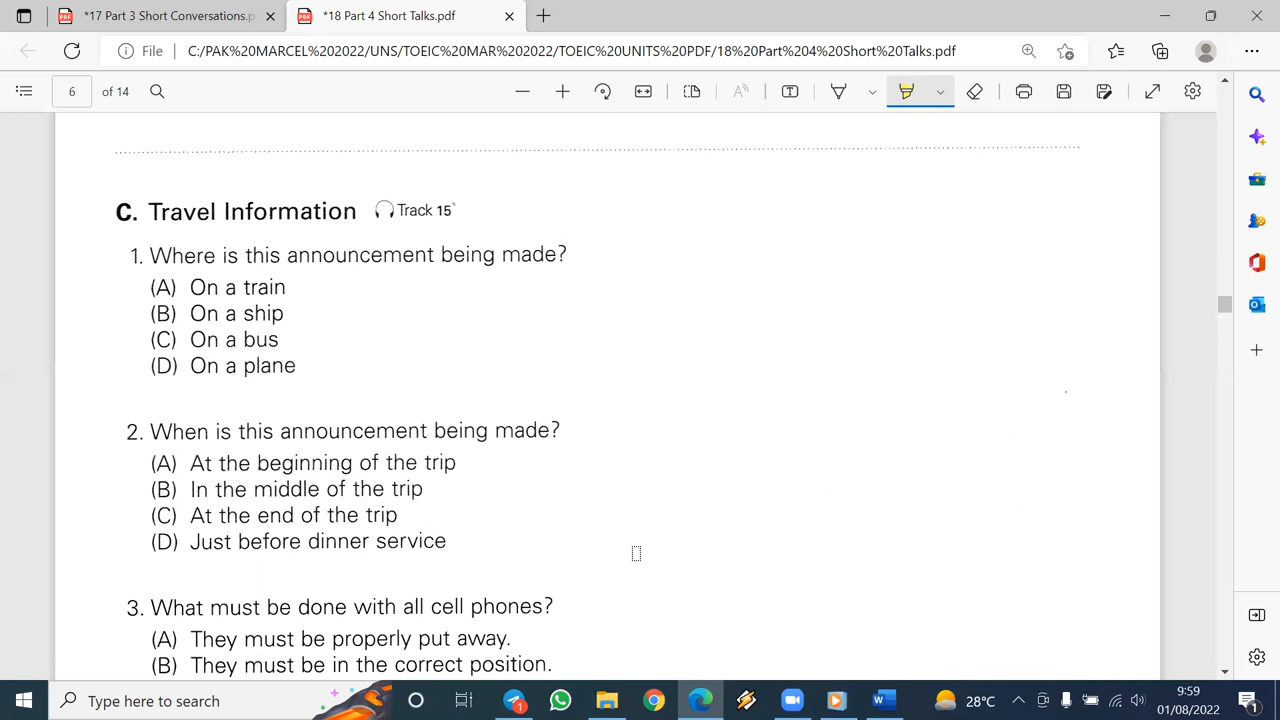 *17 Part 3 Short Conversations.p
*18 Part 4 Short Talks.pdf
File
C:/PAK%20MARCEL%202022/UNS/TOEIC%20MAR%202022/TOEIC%20UNITS%20PDF/18%20Part%204%20Short%20Talks.pdf
6 of 14
C. Travel Information Track 15
1. Where is this announcement being made?
(A) On a train
(B) On a ship
(C) On a bus
(D) On a plane
2. When is this announcement being made?
(A) At the beginning of the trip
(B) In the middle of the trip
(C) At the end of the trip
(D) Just before dinner service
3. What must be done with all cell phones?
(A) They must be properly put away.
(B) They must be in the correct position.
Type here to search
28°C
9:59
01/08/2022